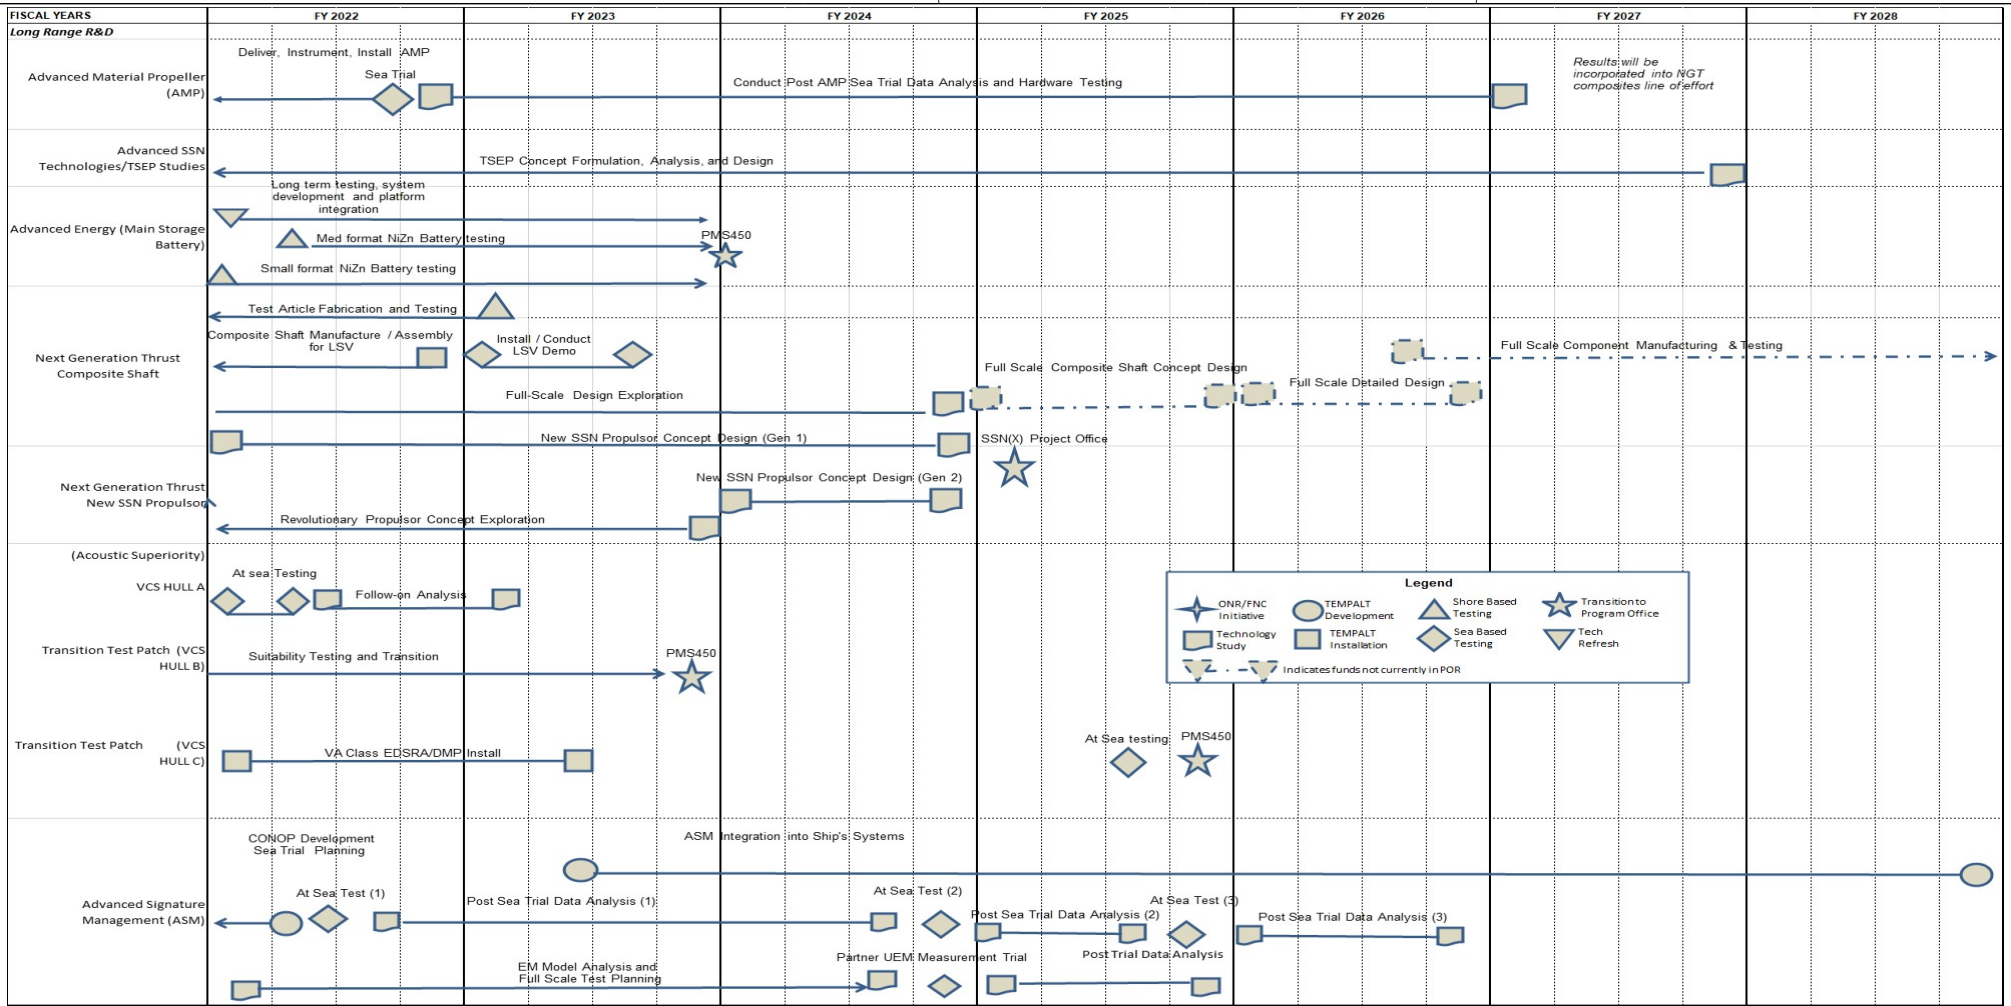 FISCAL YEARS FY 2022 FY 2023 FY 2024 FY 2025 FY 2026 FY 2027 FY 2028
Long Range R&D
Advanced Material Propeller
(AMP)
Deliver, Instrument, Install AMP
Sea Trial
Conduct Post AMP Sea Trial Data Analysis and Hardware Testing
Results will be
incorporated into NGT
composites line of effort
Advanced SSN
Technologies/TSEP Studies
TSEP Concept Formulation, Analysis, and Design
Advanced Energy (Main Storage
Battery)
Long term testing, system
development and platform
integration
Med format NiZn Battery testing
PMS450
Small format NiZn Battery testing
Next Generation Thrust
Composite Shaft
Test Article Fabrication and Testing
Composite Shaft Manufacture / Assembly
for LSV
Install / Conduct
LSV Demo
Full Scale Component Manufacturing & Testing
Full Scale Composite Shaft Concept Design
Full Scale Detailed Design
Full-Scale Design Exploration
New SSN Propulsor Concept Design (Gen 1)
SSN(X) Project Office
Next Generation Thrust
New SSN Propulsor
New SSN Propulsor Concept Design (Gen 2)
Revolutionary Propulsor Concept Exploration
(Acoustic Superiority)
VCS HULL A
At sea Testing
Follow-on Analysis
Transition Test Patch (VCS
HULL B)
Suitability Testing and Transition
PMS450
Transition Test Patch (VCS
HULL C)
VA Class EDSRA/DMP Install
At Sea testing
PMS450
Legend
ONR/FNC
Initiative
TEMPALT
Development
Shore Based
Testing
Transition to
Program Office
Technology
Study
TEMPALT
Installation
Sea Based
Testing
Tech
Refresh
Indicates funds not currently in POR
Advanced Signature
Management (ASM)
CONOP Development
Sea Trial Planning
ASM Integration into Ship's Systems
At Sea Test (1)
Post Sea Trial Data Analysis (1)
At Sea Test (2)
Post Sea Trial Data Analysis (2)
At Sea Test (3)
Post Sea Trial Data Analysis (3)
EM Model Analysis and
Full Scale Test Planning
Partner UEM Measurement Trial
Post Trial Data Analysis